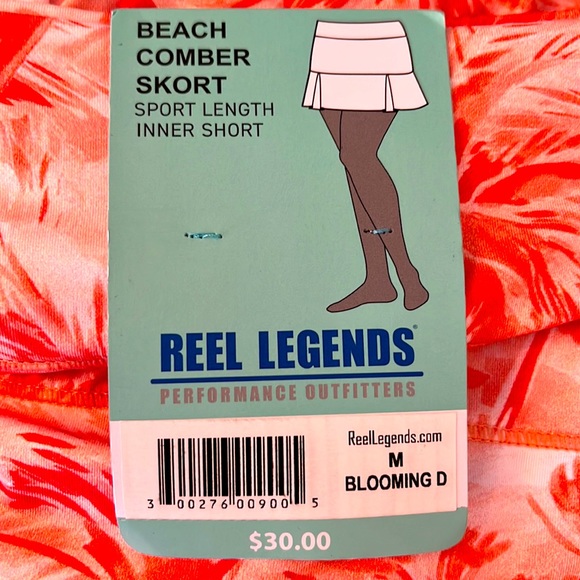 BEACH
COMBER
SKORT
SPORT LENGTH
INNER SHORT
REEL LEGENDS®
PERFORMANCE OUTFITTERS
ReelLegends.com
M
BLOOMING D
3 00276 00900 5
$30.00